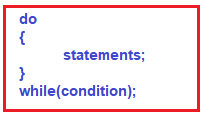 do
{
statements;
}
while(condition);